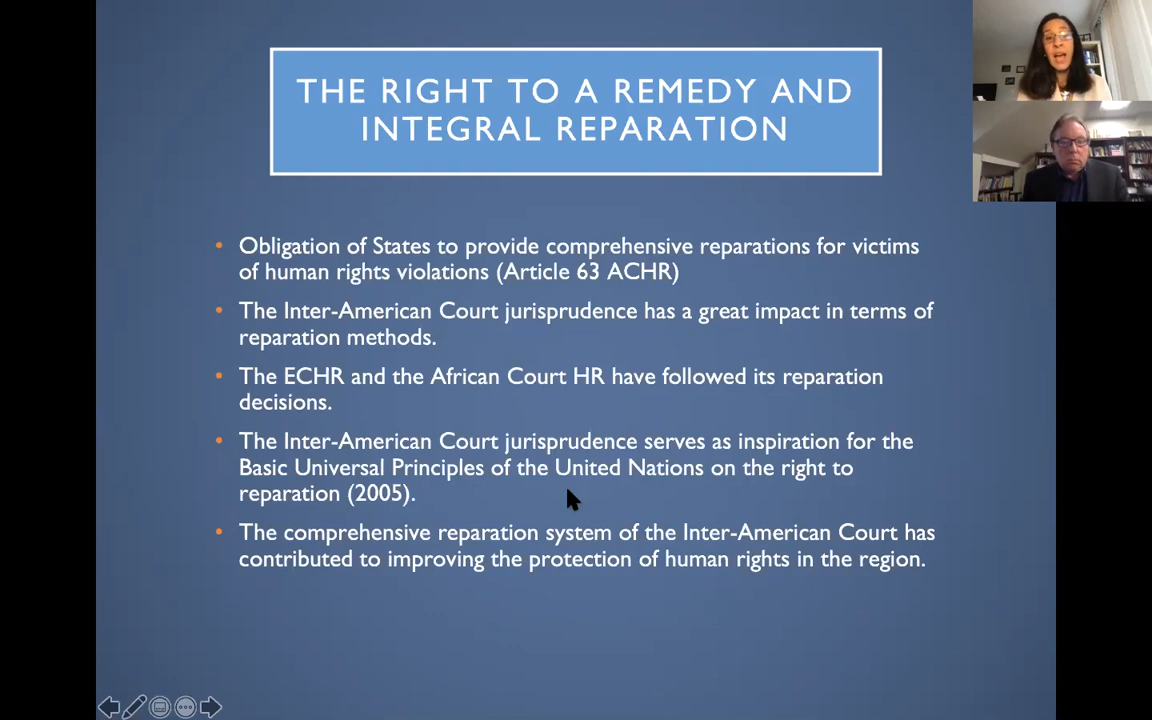 THE RIGHT TO A REMEDY AND
INTEGRAL REPARATION
• Obligation of States to provide comprehensive reparations for victims
of human rights violations (Article 63 ACHR)
• The Inter-American Court jurisprudence has a great impact in terms of
reparation methods.
• The ECHR and the African Court HR have followed its reparation
decisions.
• The Inter-American Court jurisprudence serves as inspiration for the
Basic Universal Principles of the United Nations on the right to
reparation (2005).
• The comprehensive reparation system of the Inter-American Court has
contributed to improving the protection of human rights in the region.